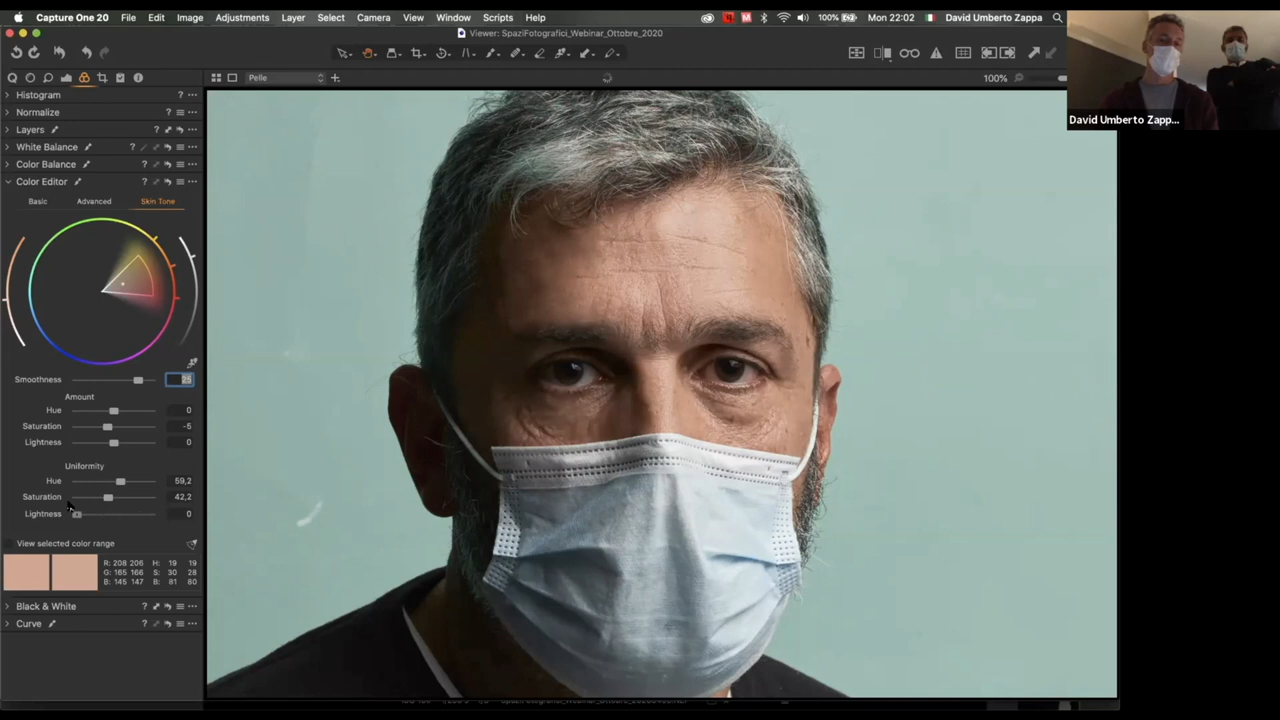 Capture One 20 File Edit Image Adjustments Layer Select Camera View Window Scripts Help 100% Mon 22:02 David Umberto Zappa
Viewer: SpaziFotografici_Webinar_Ottobre_2020
Pelle 100%
David Umberto Zapp...
Histogram ? ...
Normalize ?
Layers ?
White Balance ?
Color Balance ?
Color Editor ?
Basic Advanced Skin Tone
Smoothness 25
Amount
Hue 0
Saturation -5
Lightness 0
Uniformity
Hue 59,2
Saturation 42,2
Lightness 0
View selected color range
R: 208 206 H: 19 19
G: 165 166 S: 30 28
B: 145 147 B: 81 80
Black & White ?
Curve ?